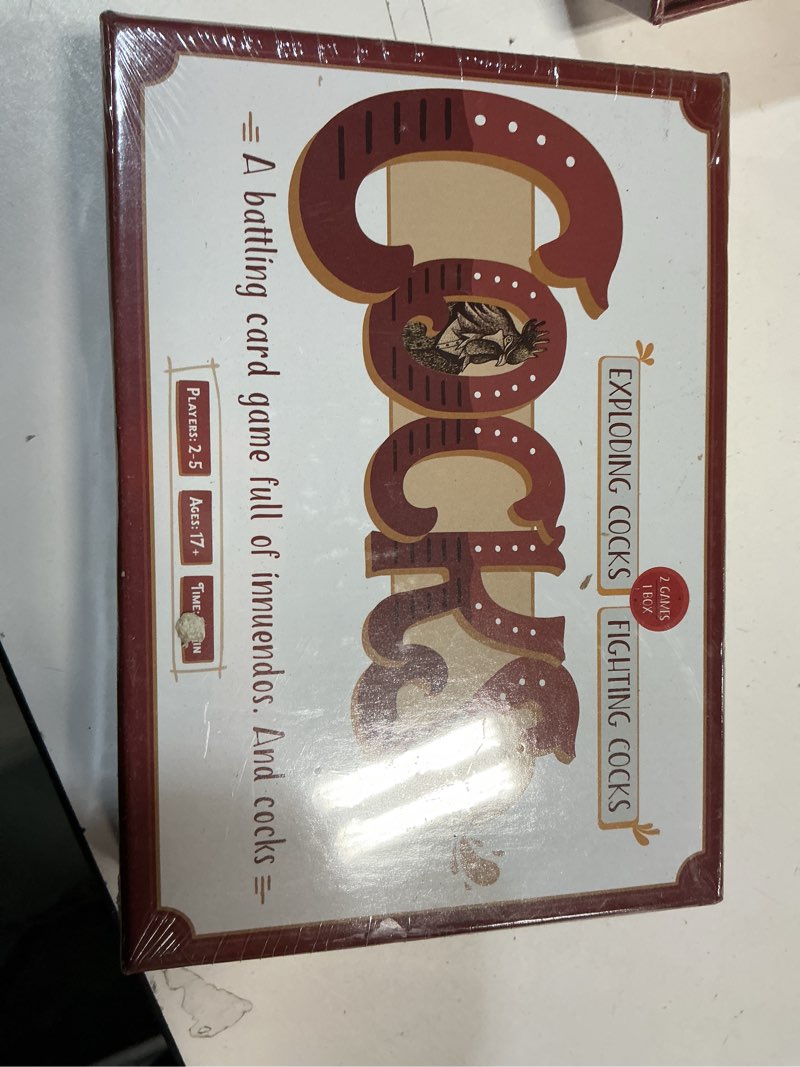 EXPLODING COCKS
2 GAMES
1 BOX
FIGHTING COCKS
COCKS
A battling card game full of innuendos. And cocks
PLAYERS: 2-5
AGES: 17+
TIME: